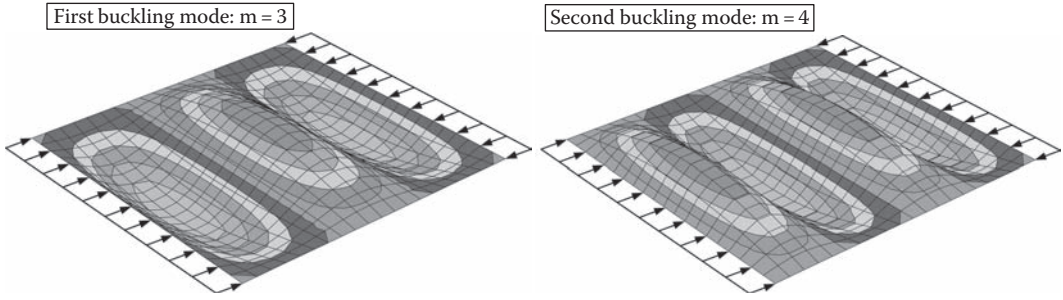 First buckling mode: m = 3
Second buckling mode: m = 4